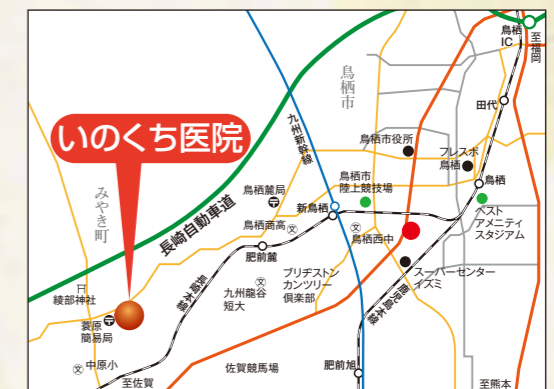 鳥栖
IC
至福岡
鳥栖市
田代
九州新幹線
鳥栖市役所
フレスポ
鳥栖
いのくち医院
みやき町
長崎自動車道
鳥栖麓局
鳥栖市
陸上競技場
鳥栖
新鳥栖
鳥栖商高
文
文
鳥栖西中
ベスト
アメニティ
スタジアム
肥前麓
長崎本線
文
九州龍谷
短大
ブリヂストン
カンツリー
倶楽部
スーパーセンター
イズミ
鹿児島本線
綾部神社
蓑原
簡易局
文
中原小
至佐賀
佐賀競馬場
肥前旭
至熊本